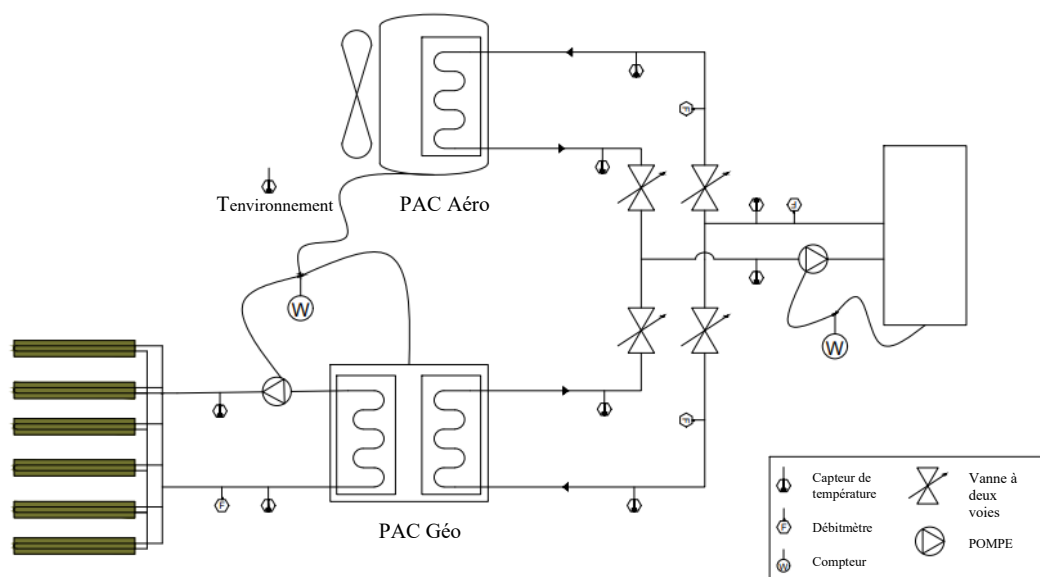 Tenvironnement
PAC Aéro
W
F
F
W
F
F
PAC Géo
Capteur de
température
Vanne à
deux
voies
F
Débitmètre
POMPE
W
Compteur